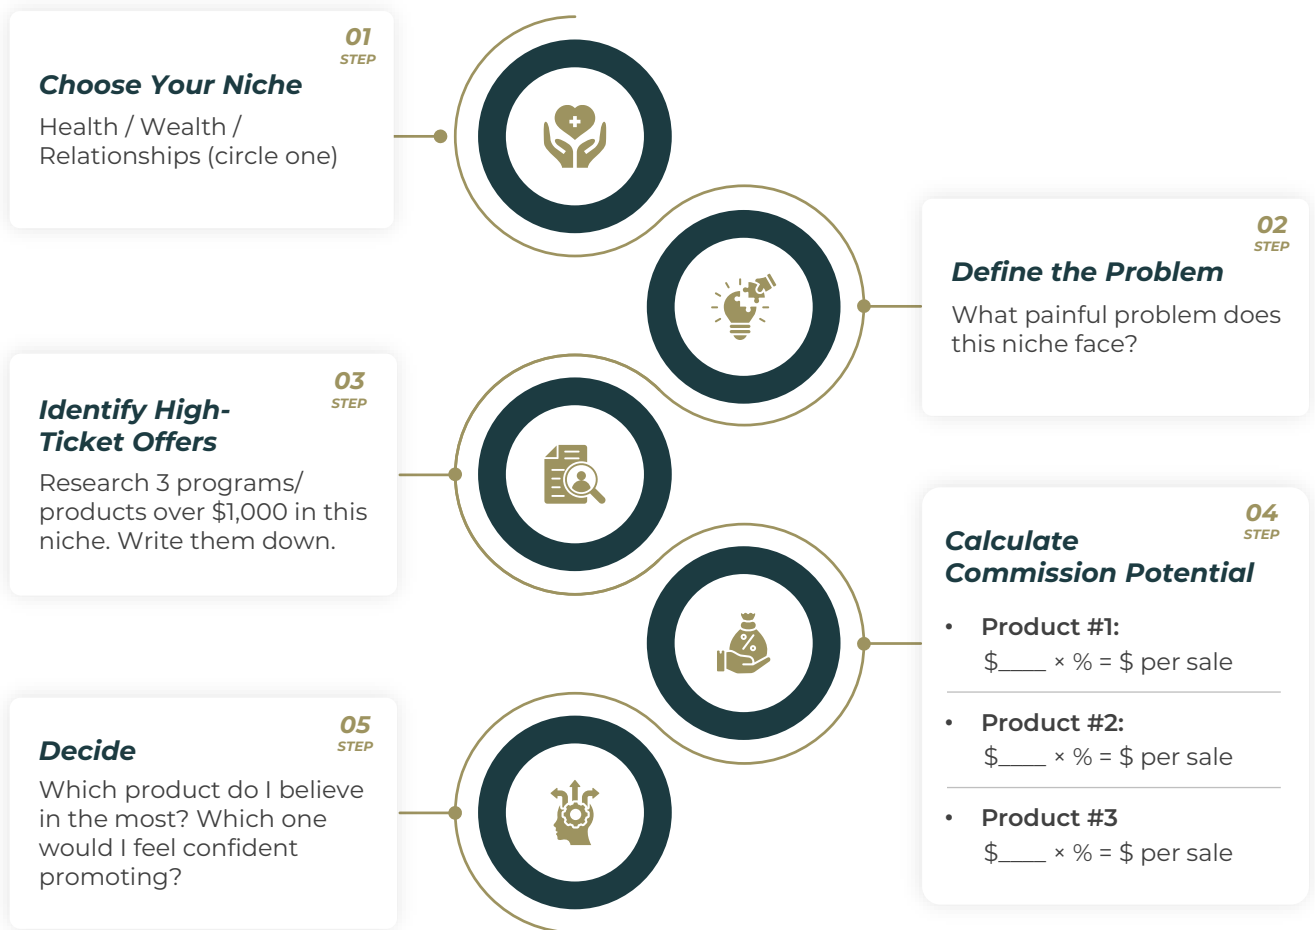 01
STEP
Choose Your Niche
Health / Wealth /
Relationships (circle one)
02
STEP
Define the Problem
What painful problem does
this niche face?
03
STEP
Identify High-
Ticket Offers
Research 3 programs/
products over $1,000 in this
niche. Write them down.
04
STEP
Calculate
Commission Potential
• Product #1:
$____ × % = $ per sale
• Product #2:
$____ × % = $ per sale
• Product #3
$____ × % = $ per sale
05
STEP
Decide
Which product do I believe
in the most? Which one
would I feel confident
promoting?